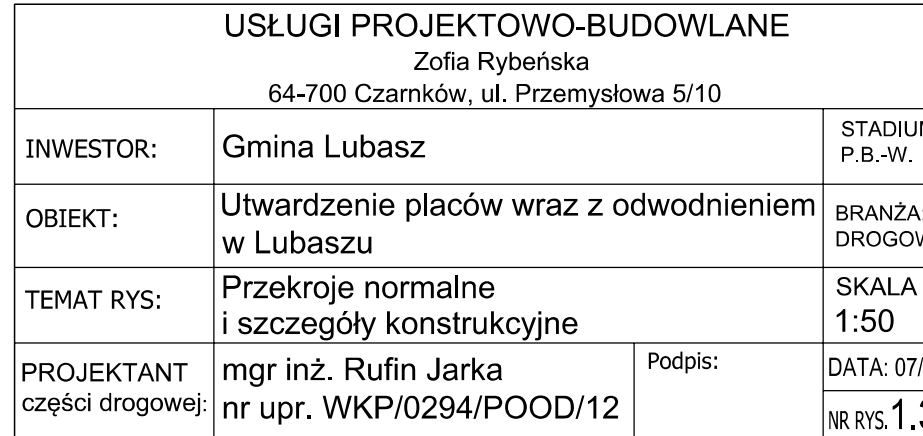 USŁUGI PROJEKTOWO-BUDOWLANE
Zofia Rybeńska
64-700 Czarnków, ul. Przemysłowa 5/10
INWESTOR:
Gmina Lubasz
P.B.-W.
OBIEKT:
Utwardzenie placów wraz z odwodnieniem
w Lubaszu
BRANŻA:
TEMAT RYS:
Przekroje normalne
i szczegóły konstrukcyjne
SKALA
1:50
PROJEKTANT
części drogowej:
mgr inż. Rufin Jarka
nr upr. WKP/0294/POOD/12
Podpis:
DATA: 07/
NR RYS.